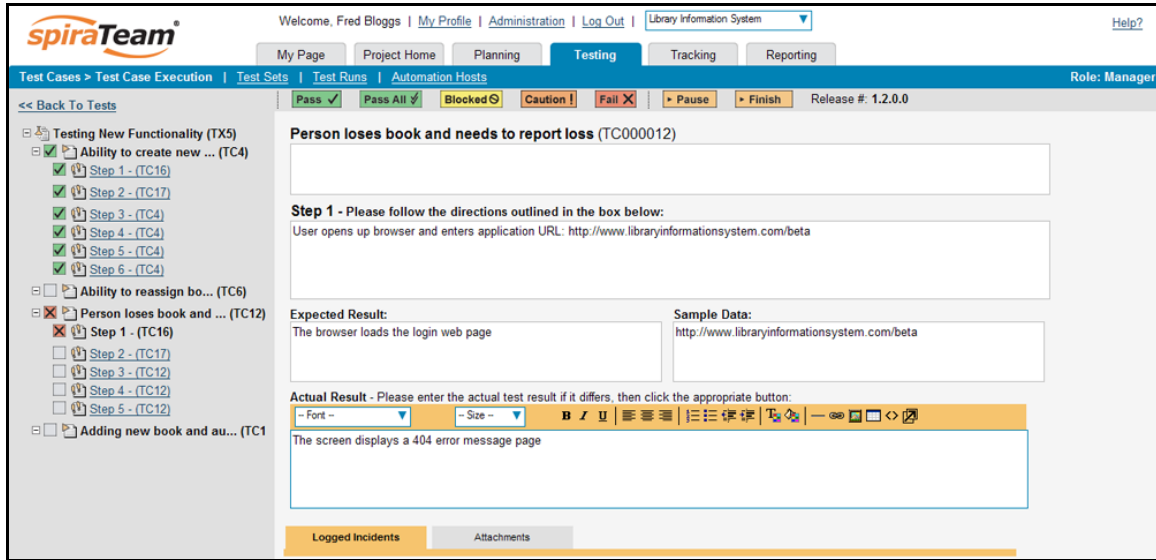 spiraTeam®
Welcome, Fred Bloggs | My Profile | Administration | Log Out | Library Information System
Help?
My Page Project Home Planning Testing Tracking Reporting
Test Cases > Test Case Execution | Test Sets | Test Runs | Automation Hosts
Role: Manager
<< Back To Tests
Testing New Functionality (TX5)
Ability to create new ... (TC4)
Step 1 - (TC16)
Step 2 - (TC17)
Step 3 - (TC4)
Step 4 - (TC4)
Step 5 - (TC4)
Step 6 - (TC4)
Ability to reassign bo... (TC6)
Person loses book and ... (TC12)
Step 1 - (TC16)
Step 2 - (TC17)
Step 3 - (TC12)
Step 4 - (TC12)
Step 5 - (TC12)
Adding new book and au... (TC1
Pass Pass All Blocked Caution ! Fail Pause Finish Release #: 1.2.0.0
Person loses book and needs to report loss (TC000012)
Step 1 - Please follow the directions outlined in the box below:
User opens up browser and enters application URL: http://www.libraryinformationsystem.com/beta
Expected Result:
The browser loads the login web page
Sample Data:
http://www.libraryinformationsystem.com/beta
Actual Result - Please enter the actual test result if it differs, then click the appropriate button:
-- Font -- -- Size -- B I U
The screen displays a 404 error message page
Logged Incidents Attachments